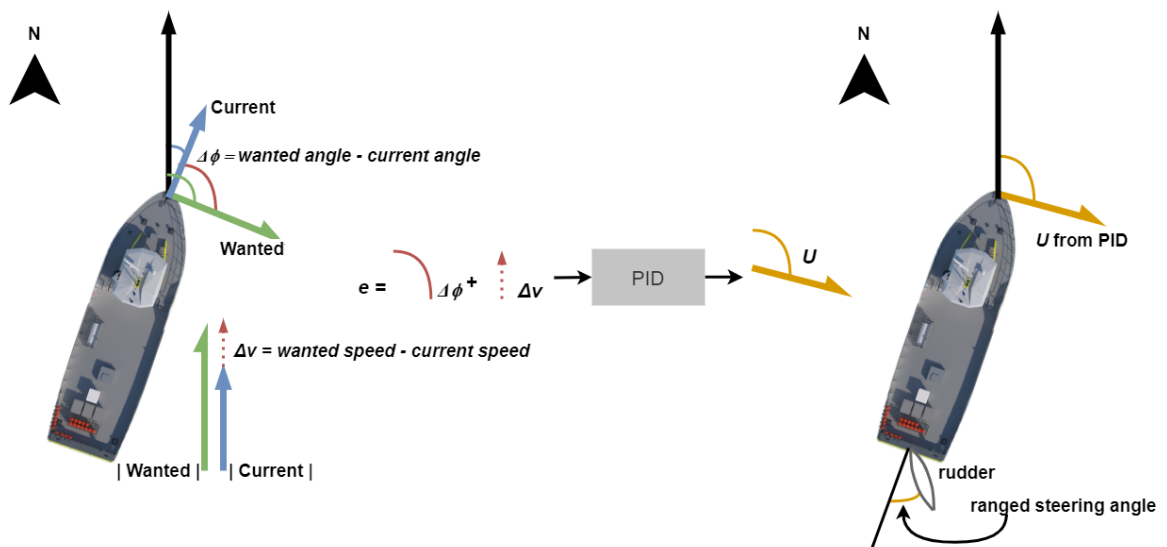 N
Current
Δϕ = wanted angle - current angle
Wanted
e =
Δϕ +
Δv
PID
U
Δv = wanted speed - current speed
| Wanted |
| Current |
N
U from PID
rudder
ranged steering angle